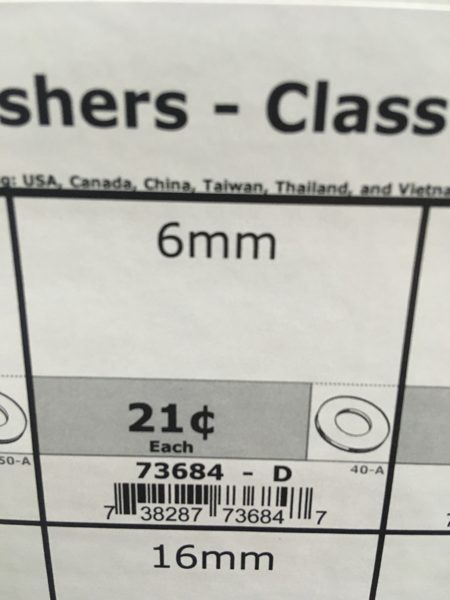 shers - Class
g: USA, Canada, China, Taiwan, Thailand, and Vietna
6mm
21¢
Each
50-A
73684 - D
40-A
7 38287 73684 7
16mm